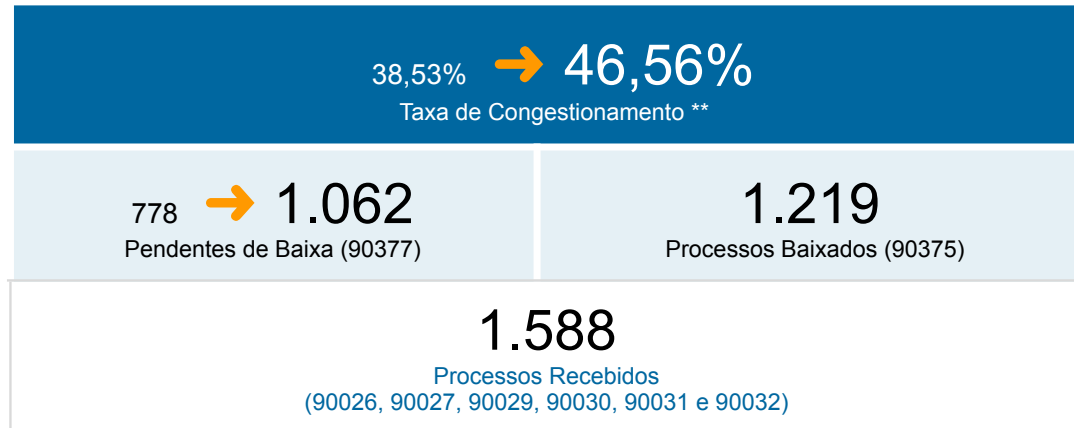 38,53% ➜ 46,56%
Taxa de Congestionamento **
778 ➜ 1.062
Pendentes de Baixa (90377)
1.219
Processos Baixados (90375)
1.588
Processos Recebidos
(90026, 90027, 90029, 90030, 90031 e 90032)